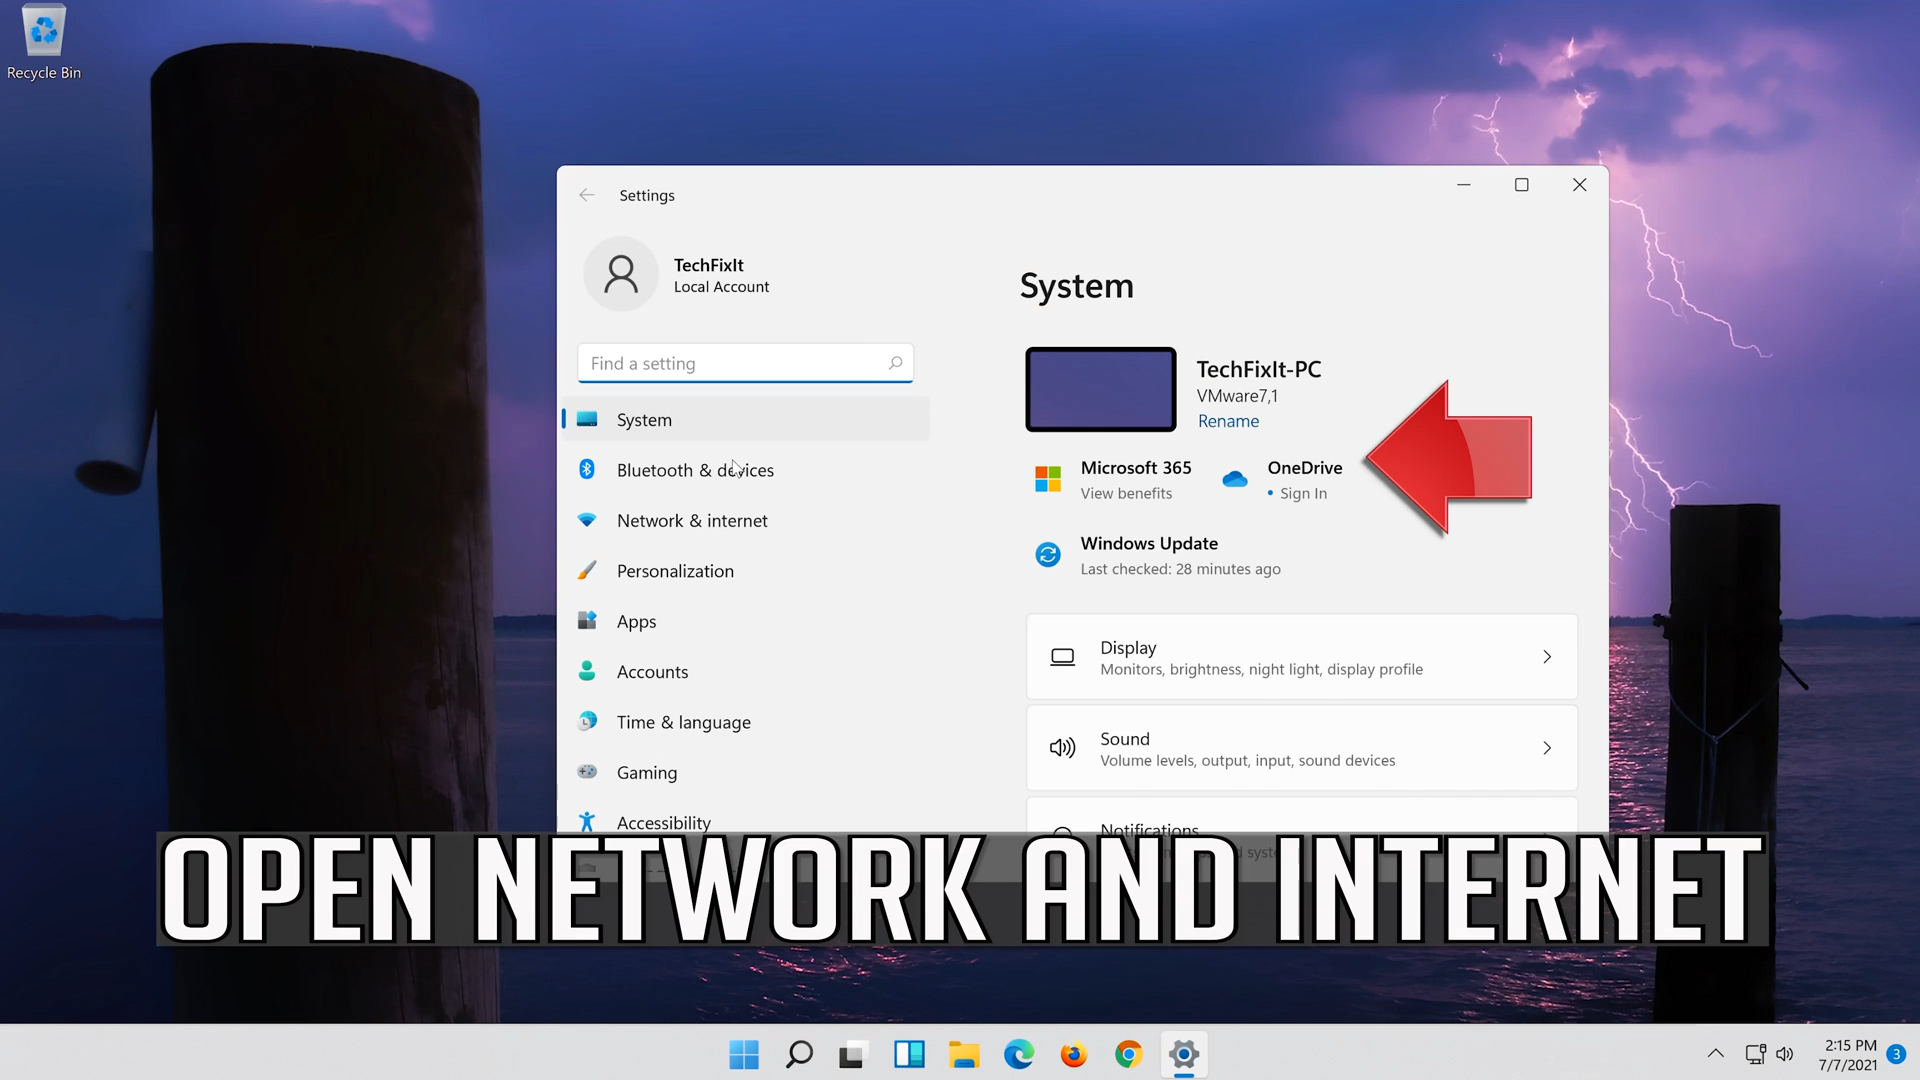 Recycle Bin
Settings
TechFixIt
Local Account
Find a setting
System
Bluetooth & devices
Network & internet
Personalization
Apps
Accounts
Time & language
Gaming
Accessibility
System
TechFixIt-PC
VMware7,1
Rename
Microsoft 365
View benefits
OneDrive
• Sign In
Windows Update
Last checked: 28 minutes ago
Display
Monitors, brightness, night light, display profile
Sound
Volume levels, output, input, sound devices
Notifications
OPEN NETWORK AND INTERNET
2:15 PM
7/7/2021
3